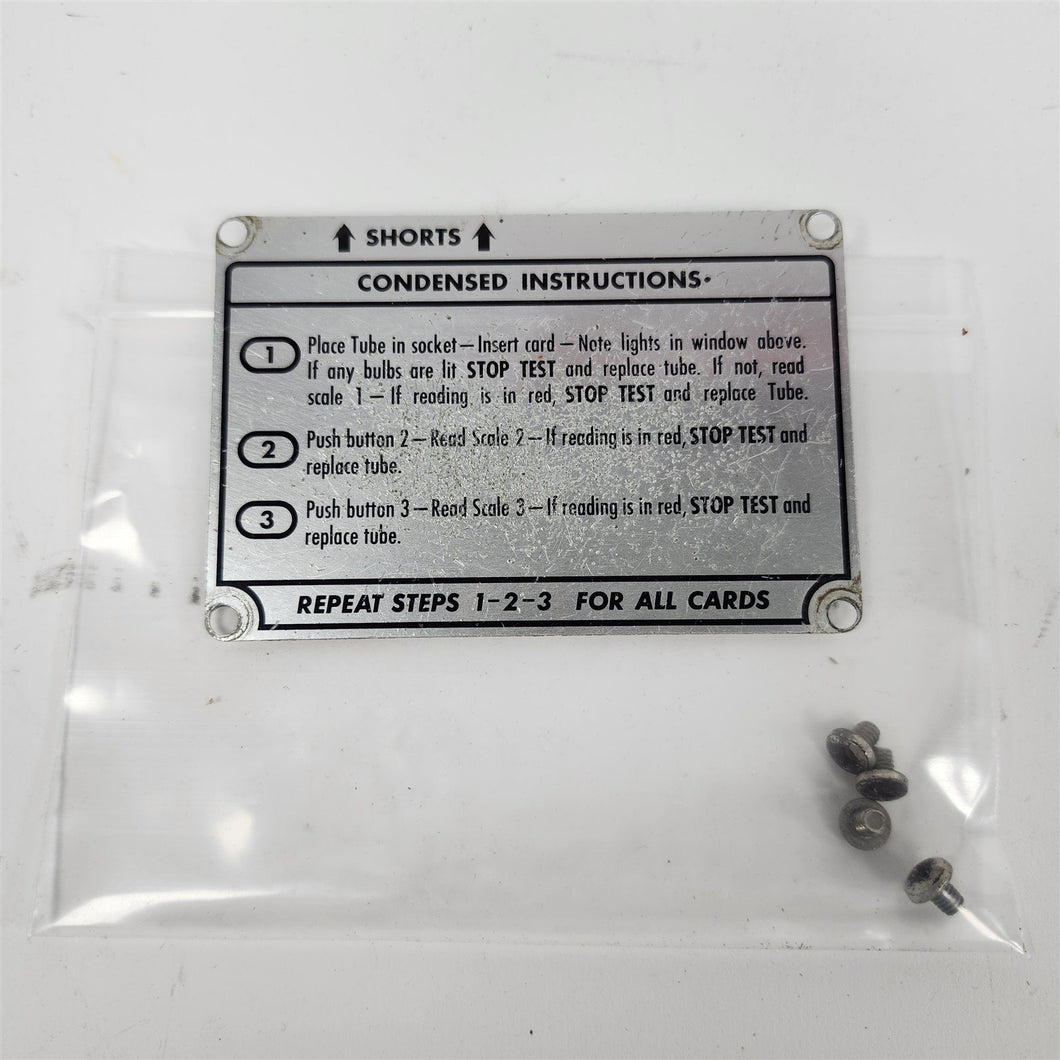 SHORTS
CONDENSED INSTRUCTIONS·
1 Place Tube in socket — Insert card — Note lights in window above.
If any bulbs are lit STOP TEST and replace tube. If not, read
scale 1 — If reading is in red, STOP TEST and replace Tube.
2 Push button 2 — Read Scale 2 — If reading is in red, STOP TEST and
replace tube.
3 Push button 3 — Read Scale 3 — If reading is in red, STOP TEST and
replace tube.
REPEAT STEPS 1-2-3 FOR ALL CARDS